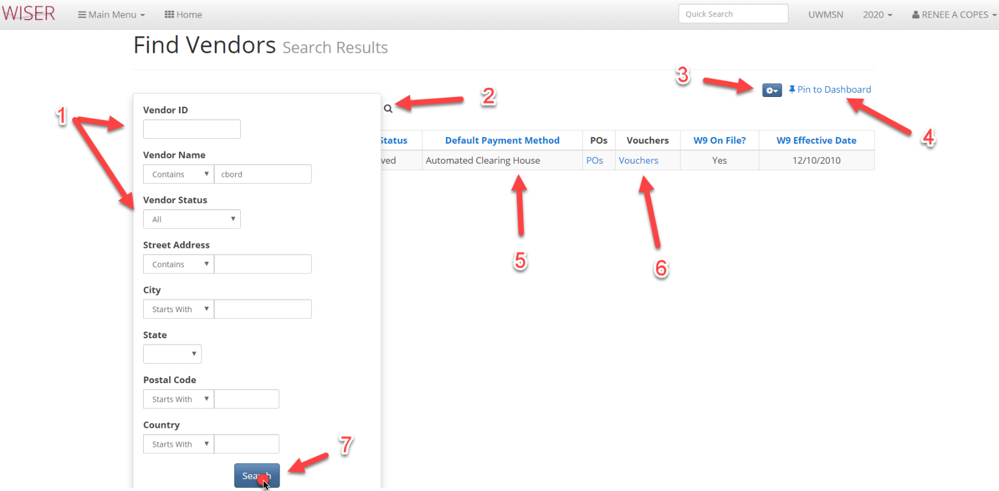 WISER Main Menu Home Quick Search UWMSN 2020 RENEE A COPES
Find Vendors Search Results
3
Pin to Dashboard
2
1
Vendor ID
4
Status Default Payment Method POs Vouchers W9 On File? W9 Effective Date
ved Automated Clearing House POs Vouchers Yes 12/10/2010
Vendor Name
Contains cbord
Vendor Status
All
Street Address
Contains
5
6
City
Starts With
State
Postal Code
Starts With
Country
Starts With
7
Search